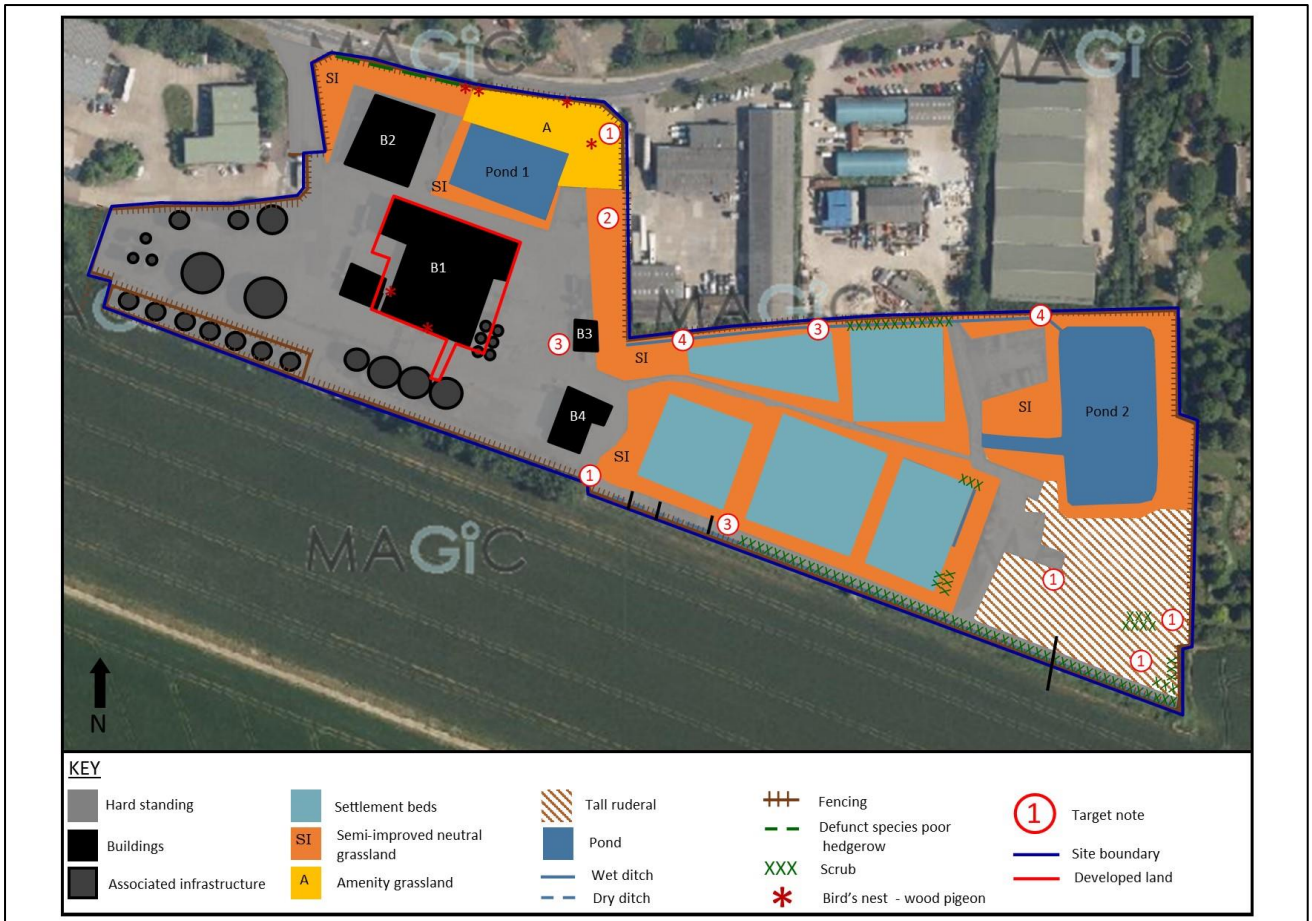 MAGiC
MAGiC
SI
B2
A
1
Pond 1
SI
2
B1
MAGiC
MAGiC
B3
3
4
3
4
SI
SI
Pond 2
B4
SI
1
3
MAGiC
1
1
1
N
KEY
Hard standing
Buildings
Associated infrastructure
Settlement beds
SI Semi-improved neutral
grassland
A Amenity grassland
Tall ruderal
Pond
Wet ditch
Dry ditch
Fencing
Defunct species poor
hedgerow
XXX Scrub
Bird's nest - wood pigeon
1 Target note
Site boundary
Developed land